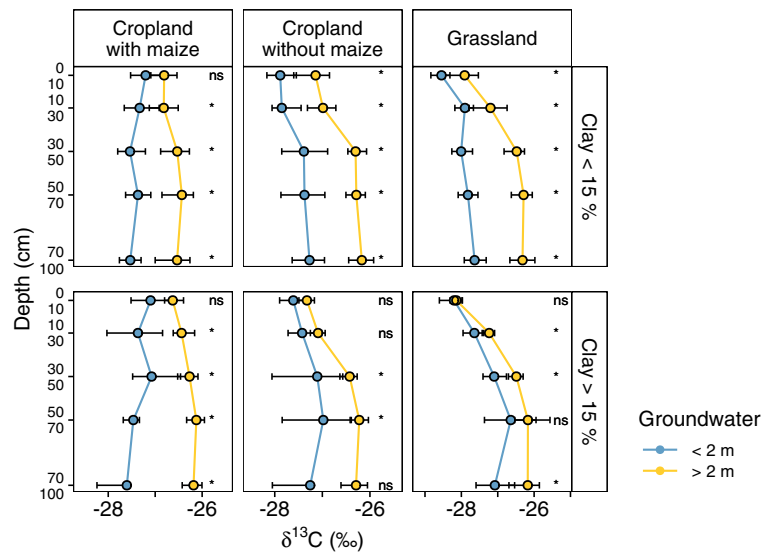 Cropland
with maize
Cropland
without maize
Grassland
0
10
10
30
30
50
50
70
70
100
ns
*
*
*
*
*
*
*
*
*
*
*
*
*
*
Clay < 15 %
Depth (cm)
0
10
10
30
30
50
50
70
70
100
ns
*
*
*
*
ns
ns
*
*
ns
ns
*
*
ns
*
Clay > 15 %
-28
-26
-28
-26
-28
-26
δ13C (‰)
Groundwater
< 2 m
> 2 m